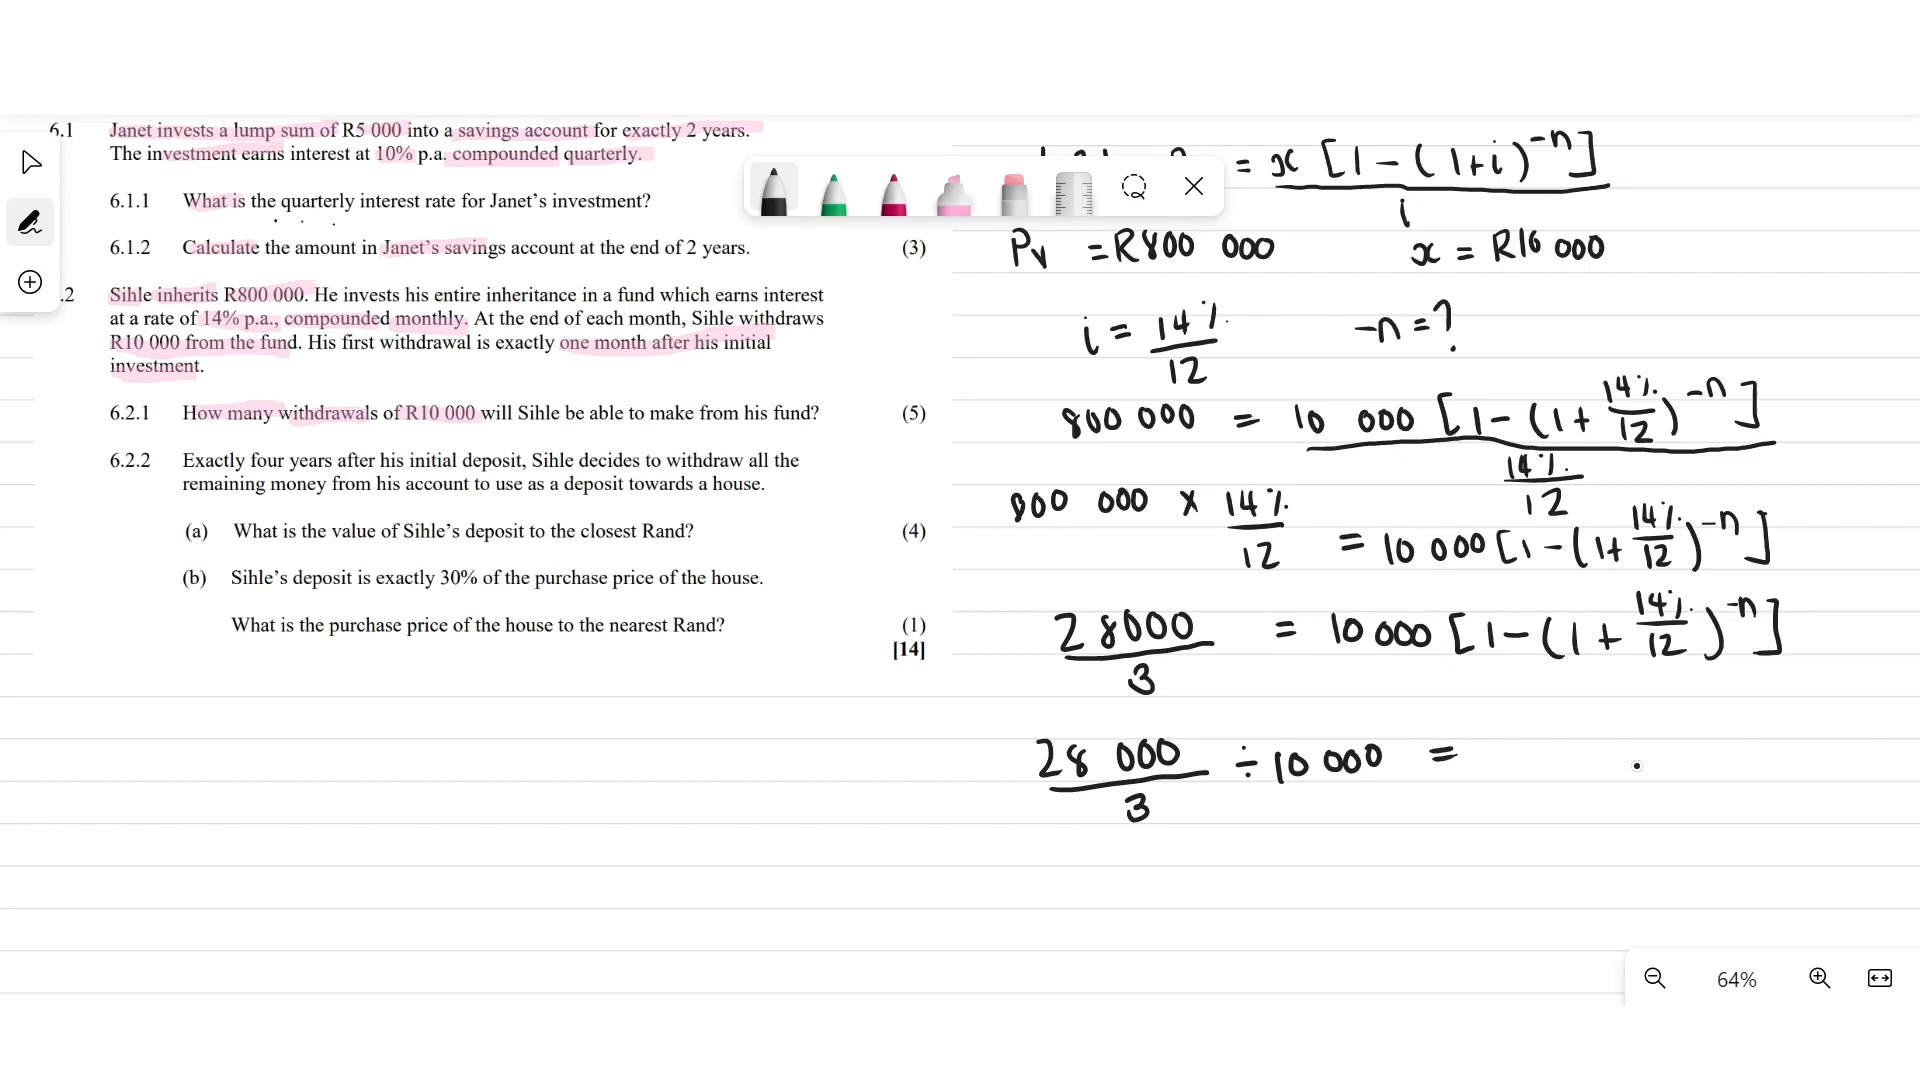 6.1 Janet invests a lump sum of R5 000 into a savings account for exactly 2 years.
The investment earns interest at 10% p.a. compounded quarterly.
6.1.1 What is the quarterly interest rate for Janet's investment?
6.1.2 Calculate the amount in Janet's savings account at the end of 2 years. (3)
.2 Sihle inherits R800 000. He invests his entire inheritance in a fund which earns interest
at a rate of 14% p.a., compounded monthly. At the end of each month, Sihle withdraws
R10 000 from the fund. His first withdrawal is exactly one month after his initial
investment.
6.2.1 How many withdrawals of R10 000 will Sihle be able to make from his fund? (5)
6.2.2 Exactly four years after his initial deposit, Sihle decides to withdraw all the
remaining money from his account to use as a deposit towards a house.
(a) What is the value of Sihle's deposit to the closest Rand? (4)
(b) Sihle's deposit is exactly 30% of the purchase price of the house.
What is the purchase price of the house to the nearest Rand? (1)
[14]
= x [1 - (1+i)^-n] / i
Pv = R800 000 x = R10 000
i = 14% / 12 -n = ?
800 000 = 10 000 [1 - (1 + 14%/12)^-n] / 14%/12
800 000 x 14%/12 = 10 000 [1 - (1 + 14%/12)^-n]
28000/3 = 10 000 [1 - (1 + 14%/12)^-n]
28 000/3 ÷ 10 000 =
64%